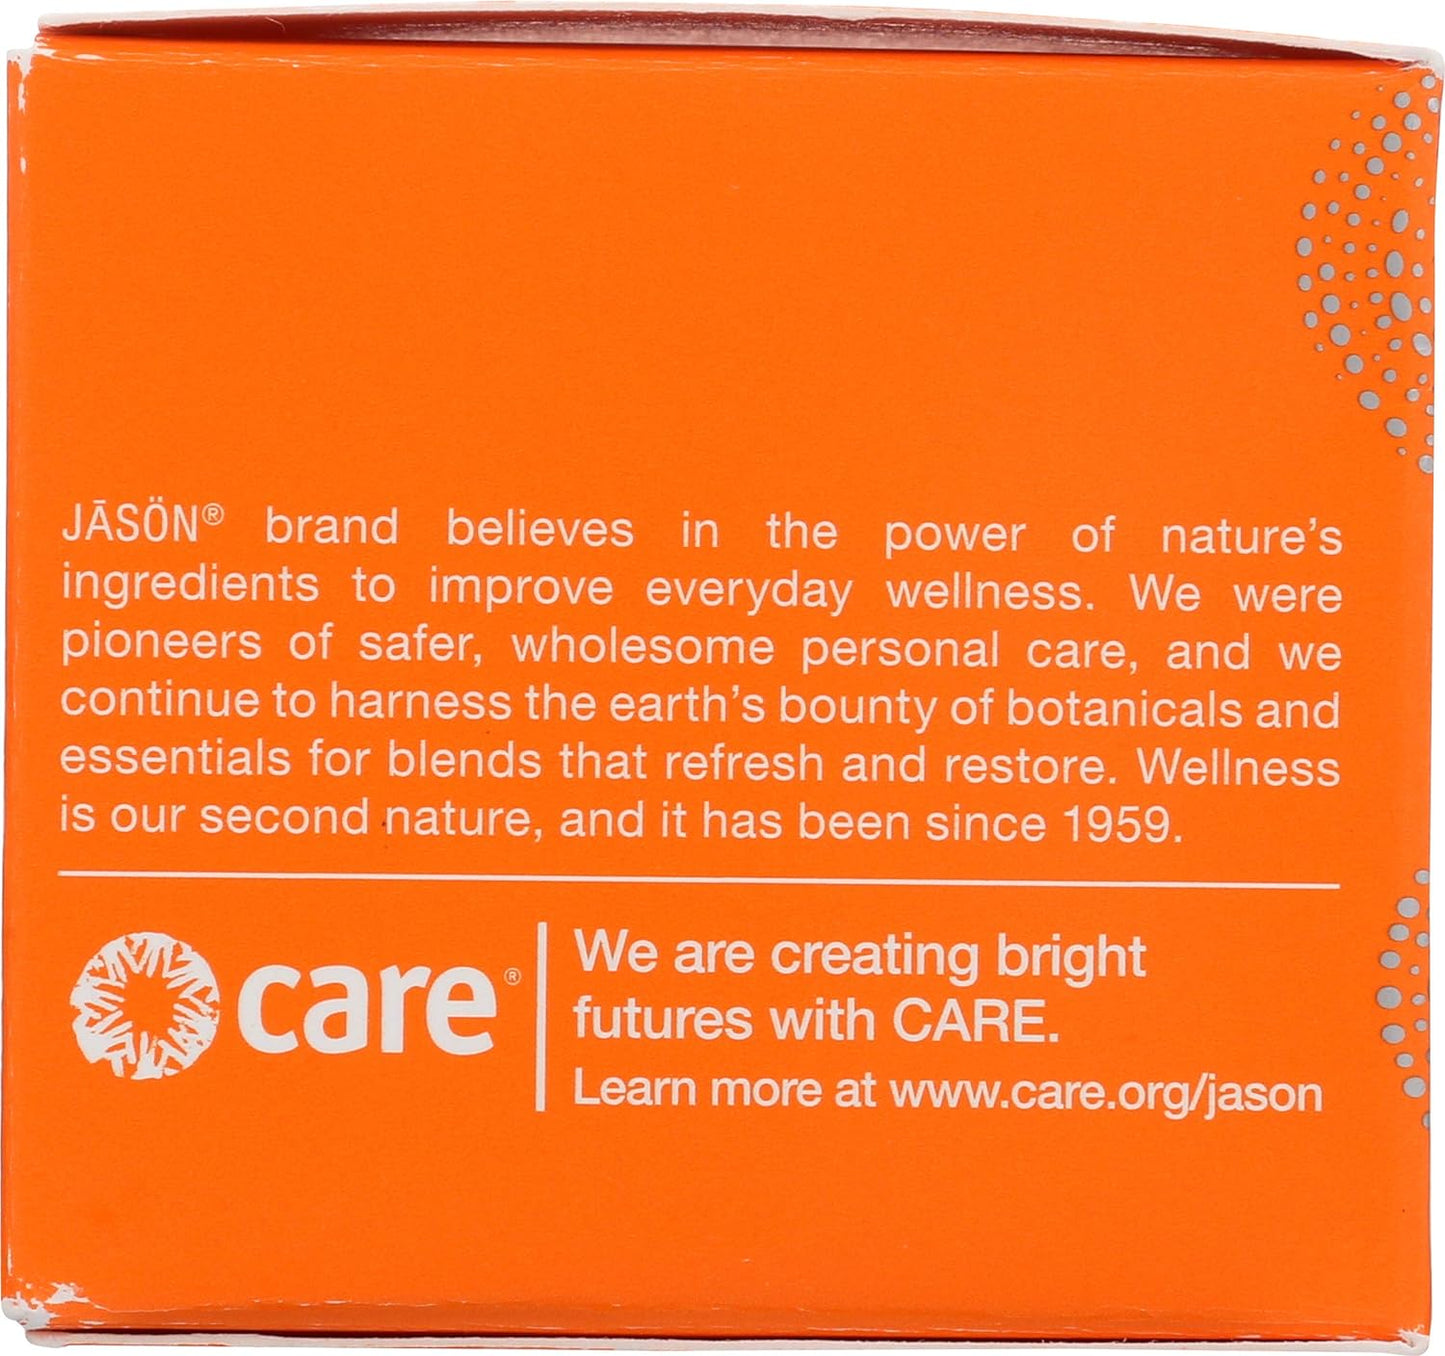 JĀSÖN® brand believes in the power of nature's
ingredients to improve everyday wellness. We were
pioneers of safer, wholesome personal care, and we
continue to harness the earth's bounty of botanicals and
essentials for blends that refresh and restore. Wellness
is our second nature, and it has been since 1959.
care®
We are creating bright
futures with CARE.
Learn more at www.care.org/jason